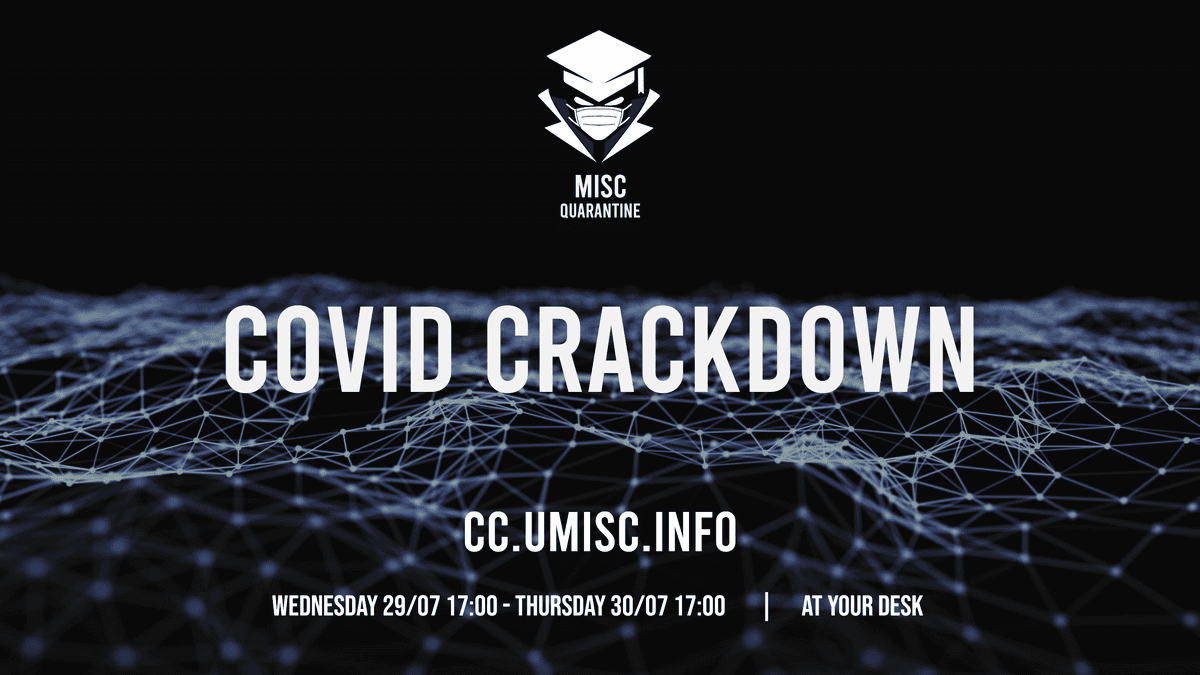 MISC
QUARANTINE
COVID CRACKDOWN
CC.UMISC.INFO
WEDNESDAY 29/07 17:00 - THURSDAY 30/07 17:00 | AT YOUR DESK